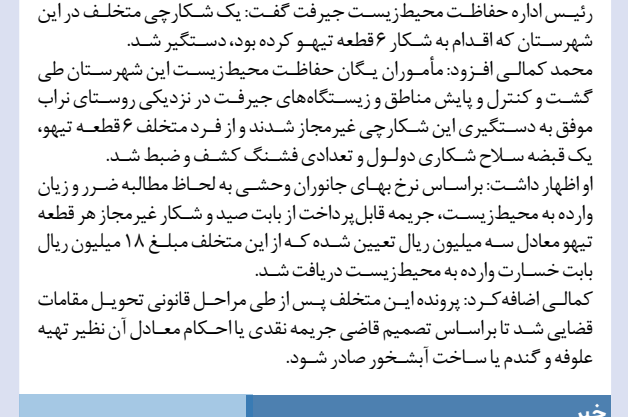 رئیس اداره حفاظت محیط‌زیست جیرفت گفت: یک شکارچی متخلف در این
شهرستان که اقدام به شکار ۶ قطعه تیهو کرده بود، دستگیر شد.
محمد کمالی افزود: مأموران یگان حفاظت محیط‌زیست این شهرستان طی
گشت و کنترل و پایش مناطق و زیستگاه‌های جیرفت در نزدیکی روستای نراب
موفق به دستگیری این شکارچی غیرمجاز شدند و از فرد متخلف ۶ قطعه تیهو،
یک قبضه سلاح شکاری دولول و تعدادی فشنگ کشف و ضبط شد.
او اظهار داشت: براساس نرخ بهای جانوران وحشی به لحاظ مطالبه ضرر و زیان
وارده به محیط‌زیست، جریمه قابل‌پرداخت از بابت صید و شکار غیرمجاز هر قطعه
تیهو معادل سه میلیون ریال تعیین شده که از این متخلف مبلغ ۱۸ میلیون ریال
بابت خسارت وارده به محیط‌زیست دریافت شد.
کمالی اضافه‌کرد: پرونده این متخلف پس از طی مراحل قانونی تحویل مقامات
قضایی شد تا براساس تصمیم قاضی جریمه نقدی یا احکام معادل آن نظیر تهیه
علوفه و گندم یا ساخت آبشخور صادر شود.
خبر